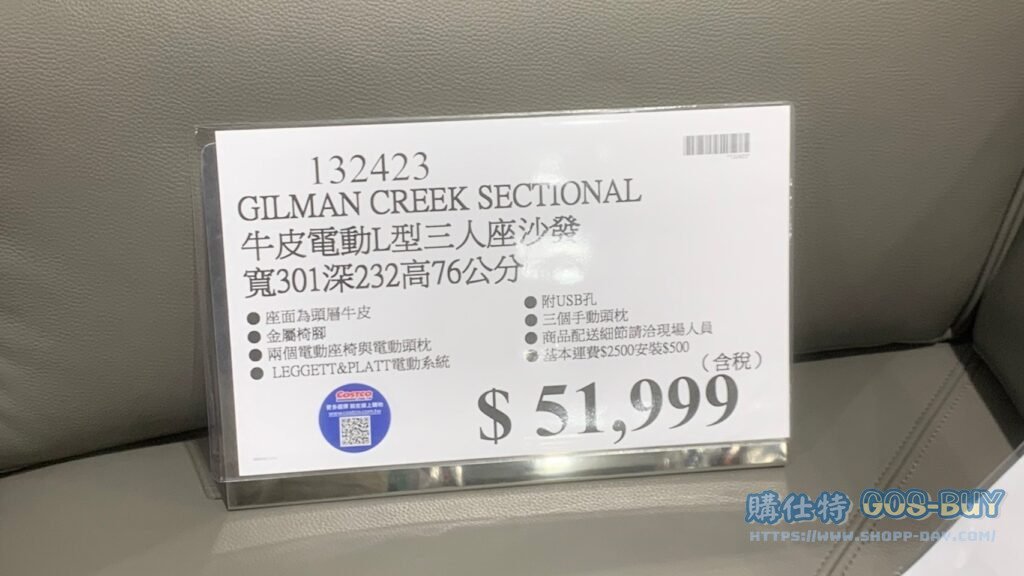 132423
GILMAN CREEK SECTIONAL
牛皮電動L型三人座沙發
寬301深232高76公分
● 座面為頭層牛皮
● 金屬椅腳
● 兩個電動座椅與電動頭枕
● LEGGETT&PLATT電動系統
● 附USB孔
● 三個手動頭枕
● 商品配送細節請洽現場人員
● 基本運費$2500安裝$500
(含稅)
$ 51,999
COSTCO
www.costco.com.tw
購仕特 GOS-BUY
HTTPS://WWW.SHOPP-DAY.COM/